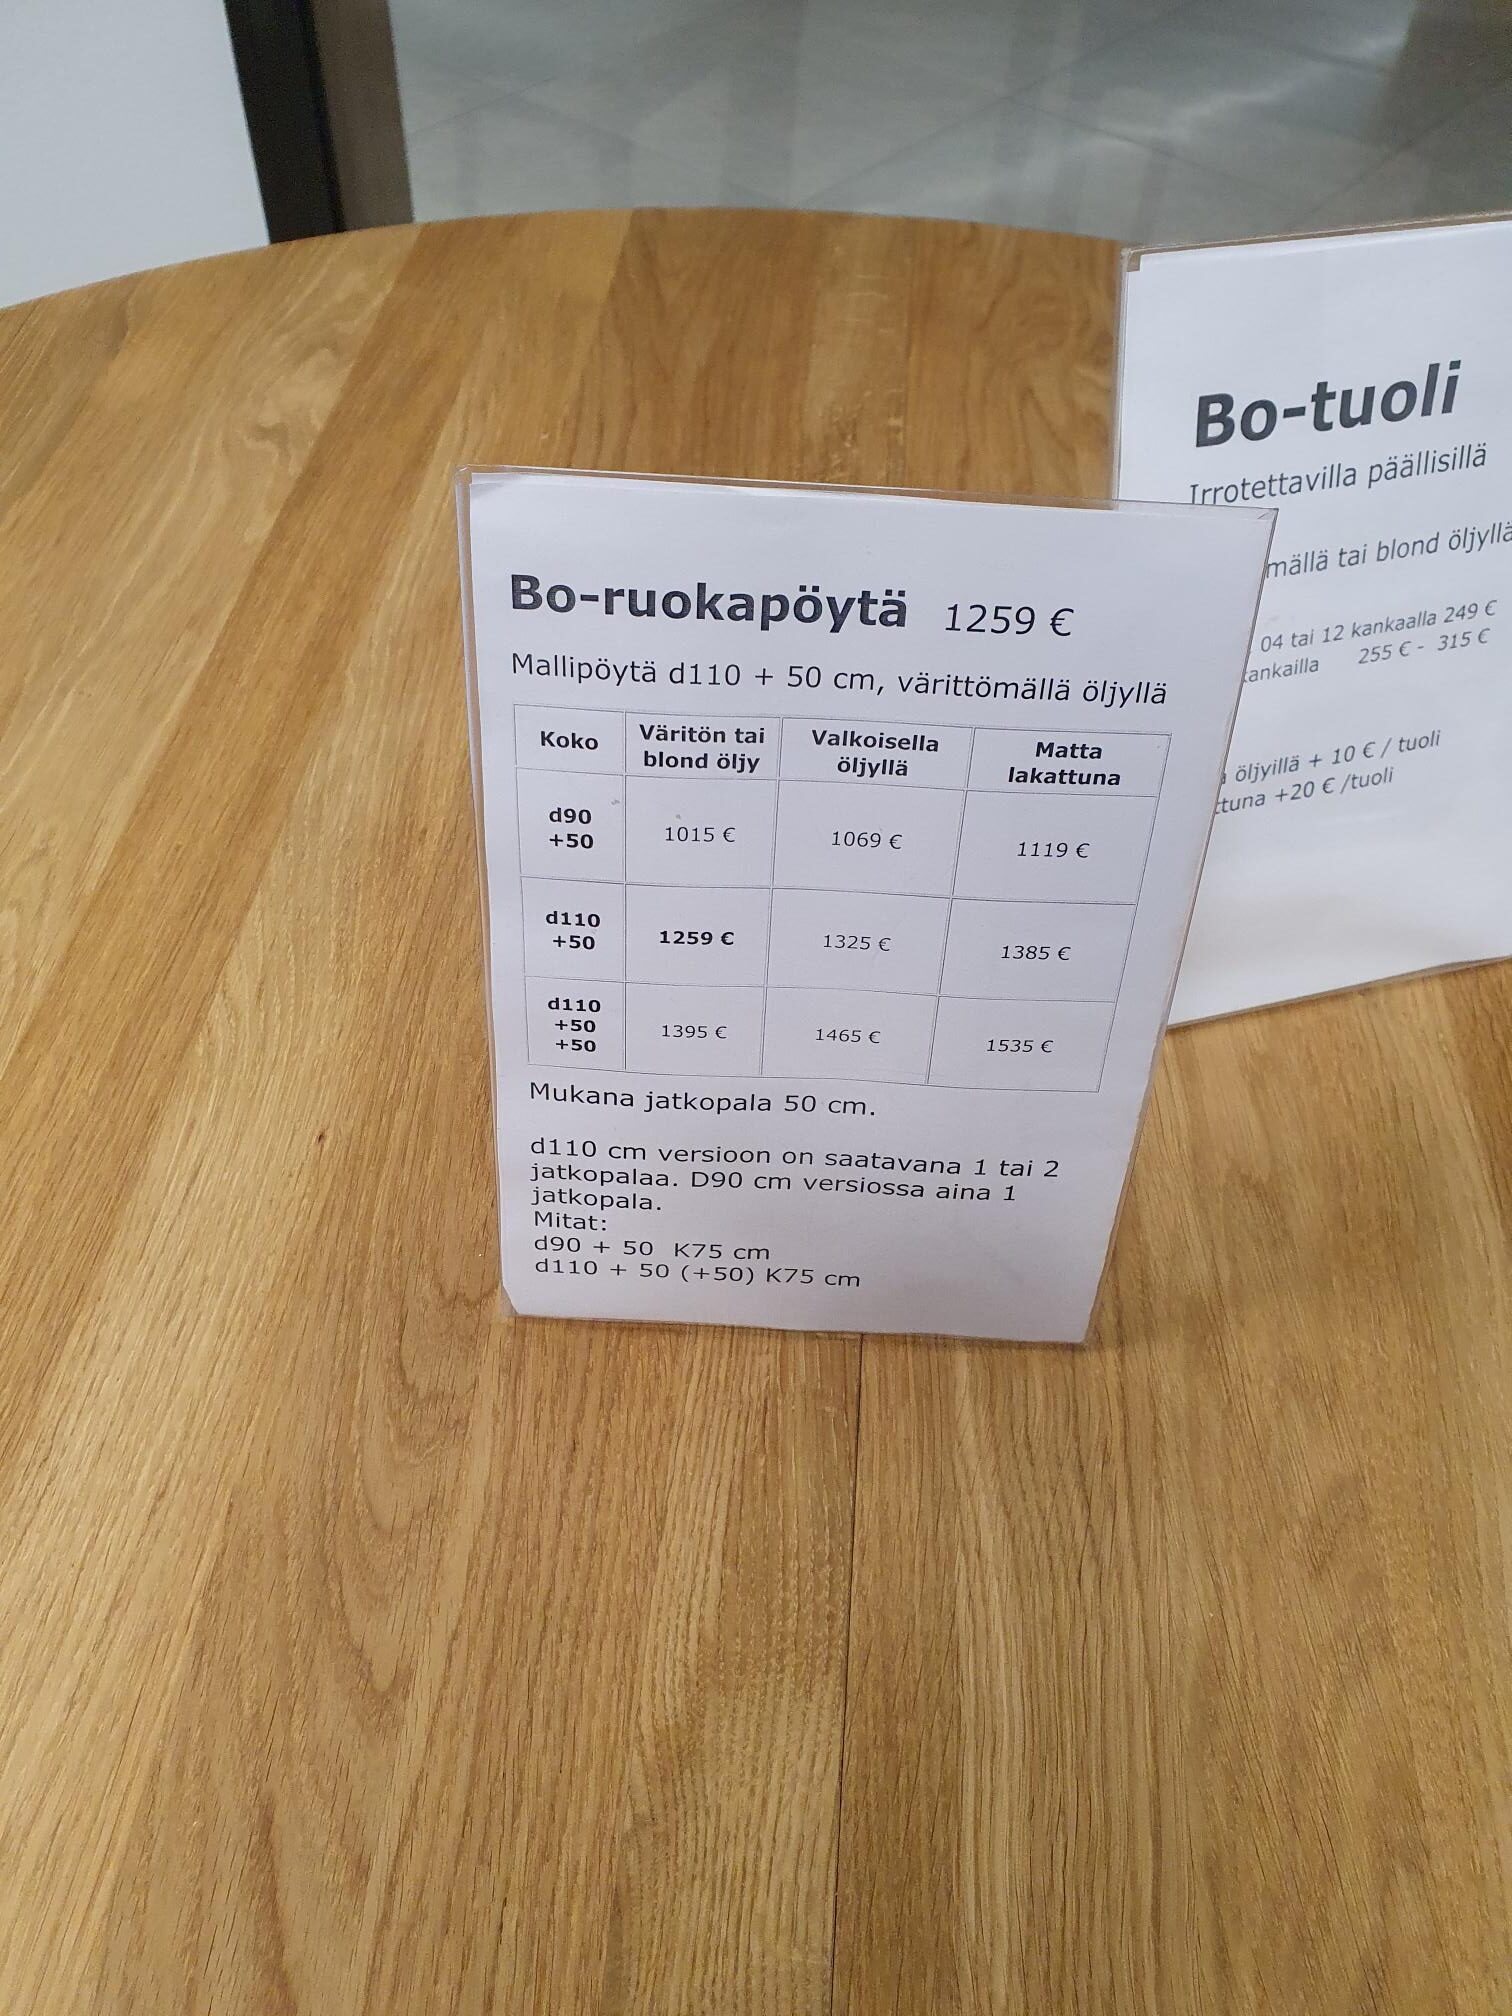 Bo-ruokapöytä 1259 €
Mallipöytä d110 + 50 cm, värittömällä öljyllä
Koko Väritön tai blond öljy Valkoisella öljyllä Matta lakattuna
d90 +50 1015 € 1069 € 1119 €
d110 +50 1259 € 1325 € 1385 €
d110 +50 +50 1395 € 1465 € 1535 €
Mukana jatkopala 50 cm.
d110 cm versioon on saatavana 1 tai 2
jatkopalaa. D90 cm versiossa aina 1
jatkopala.
Mitat:
d90 + 50 K75 cm
d110 + 50 (+50) K75 cm
Bo-tuoli
Irrotettavilla päällisillä
tai blond öljyllä
04 tai 12 kankaalla 249 €
255 € - 315 €
öljyillä + 10 € / tuoli
+20 € /tuoli